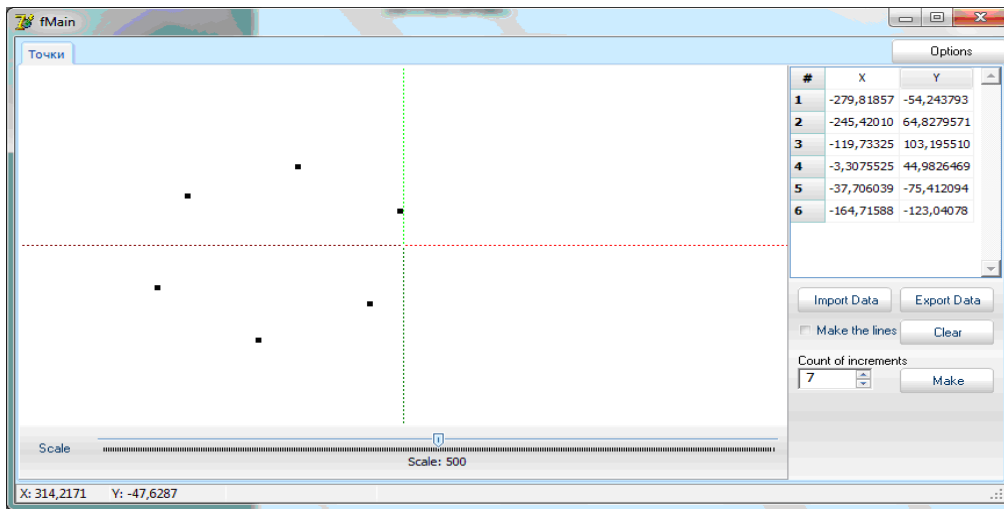 fMain
Точки
Options
# X Y
1 -279,81857 -54,243793
2 -245,42010 64,8279571
3 -119,73325 103,195510
4 -3,3075525 44,9826469
5 -37,706039 -75,412094
6 -164,71588 -123,04078
Import Data Export Data
Make the lines Clear
Count of increments
7 Make
Scale
Scale: 500
X: 314,2171 Y: -47,6287